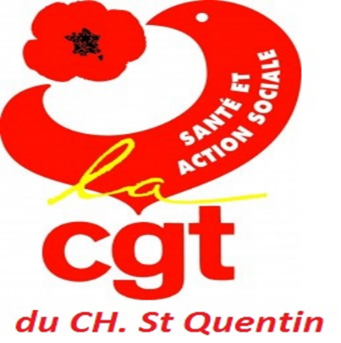 SANTÉ ET
ACTION SOCIALE
la
cgt
du CH. St Quentin